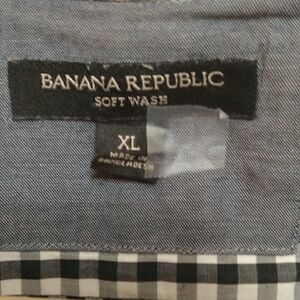 BANANA REPUBLIC
SOFT WASH
XL
MADE IN
BANGLADESH